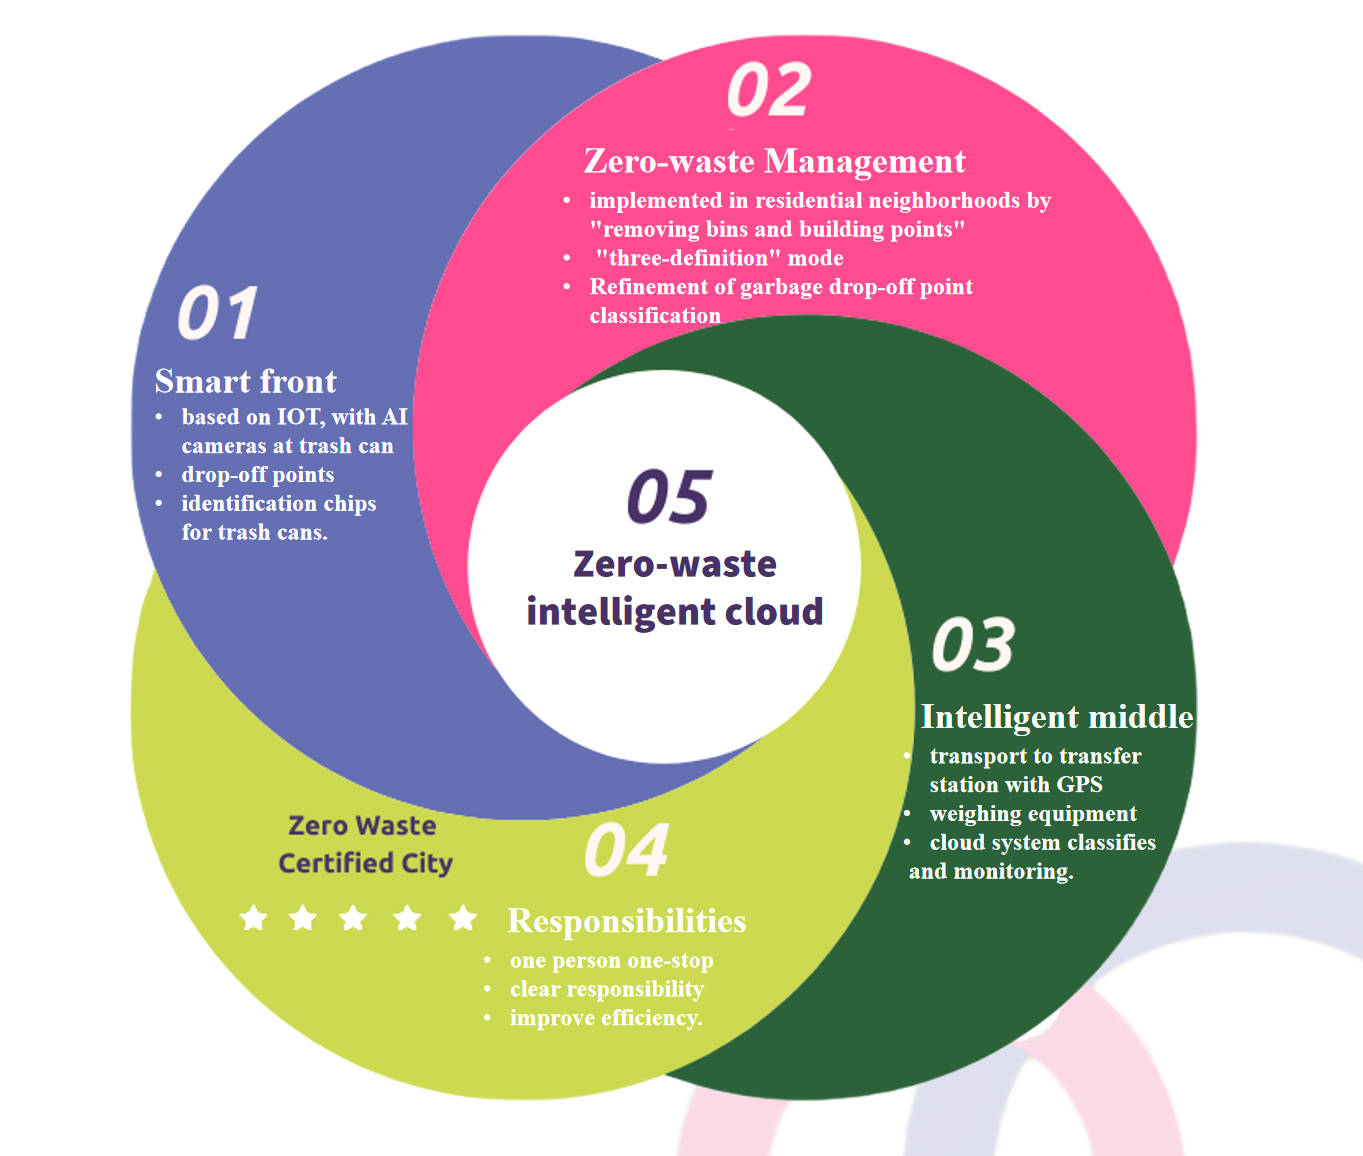 01
Smart front
• based on IOT, with AI
cameras at trash can
• drop-off points
• identification chips
for trash cans.
02
Zero-waste Management
• implemented in residential neighborhoods by
"removing bins and building points"
• "three-definition" mode
• Refinement of garbage drop-off point
classification
03
Intelligent middle
• transport to transfer
station with GPS
• weighing equipment
• cloud system classifies
and monitoring.
04
Responsibilities
• one person one-stop
• clear responsibility
• improve efficiency.
Zero Waste
Certified City
05
Zero-waste
intelligent cloud